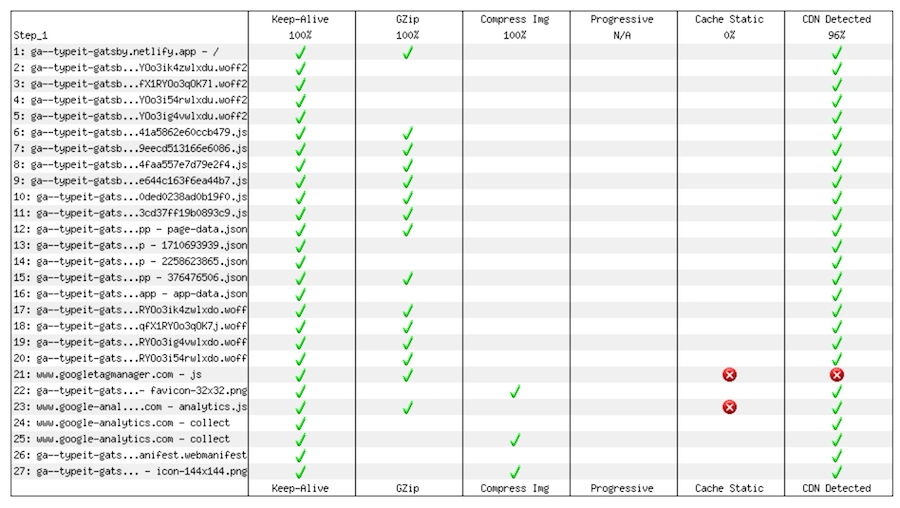 Keep-Alive GZip Compress Img Progressive Cache Static CDN Detected
Step_1 100% 100% 100% N/A 0% 96%
1: ga--typeit-gatsby.netlify.app - /
2: ga--typeit-gatsb...YOo3ik4zwlxdu.woff2
3: ga--typeit-gatsb...fX1RYOo3qOK7l.woff2
4: ga--typeit-gatsb...YOo3i54rwlxdu.woff2
5: ga--typeit-gatsb...YOo3ig4vwlxdu.woff2
6: ga--typeit-gatsb...41a5862e60ccb479.js
7: ga--typeit-gatsb...9eecd513166e6086.js
8: ga--typeit-gatsb...4faa557e7d79e2f4.js
9: ga--typeit-gatsb...e644c163f6ea44b7.js
10: ga--typeit-gats...0ded0238ad0b19f0.js
11: ga--typeit-gats...3cd37ff19b0893c9.js
12: ga--typeit-gats...pp - page-data.json
13: ga--typeit-gats...p - 1710693939.json
14: ga--typeit-gats...p - 2258623865.json
15: ga--typeit-gats...pp - 376476506.json
16: ga--typeit-gats...app - app-data.json
17: ga--typeit-gats...RYOo3ik4zwlxdo.woff
18: ga--typeit-gats...qfX1RYOo3qOK7j.woff
19: ga--typeit-gats...RYOo3ig4vwlxdo.woff
20: ga--typeit-gats...RYOo3i54rwlxdo.woff
21: www.googletagmanager.com - js
22: ga--typeit-gats...- favicon-32x32.png
23: www.google-anal....com - analytics.js
24: www.google-analytics.com - collect
25: www.google-analytics.com - collect
26: ga--typeit-gats...anifest.webmanifest
27: ga--typeit-gats... - icon-144x144.png
Keep-Alive GZip Compress Img Progressive Cache Static CDN Detected